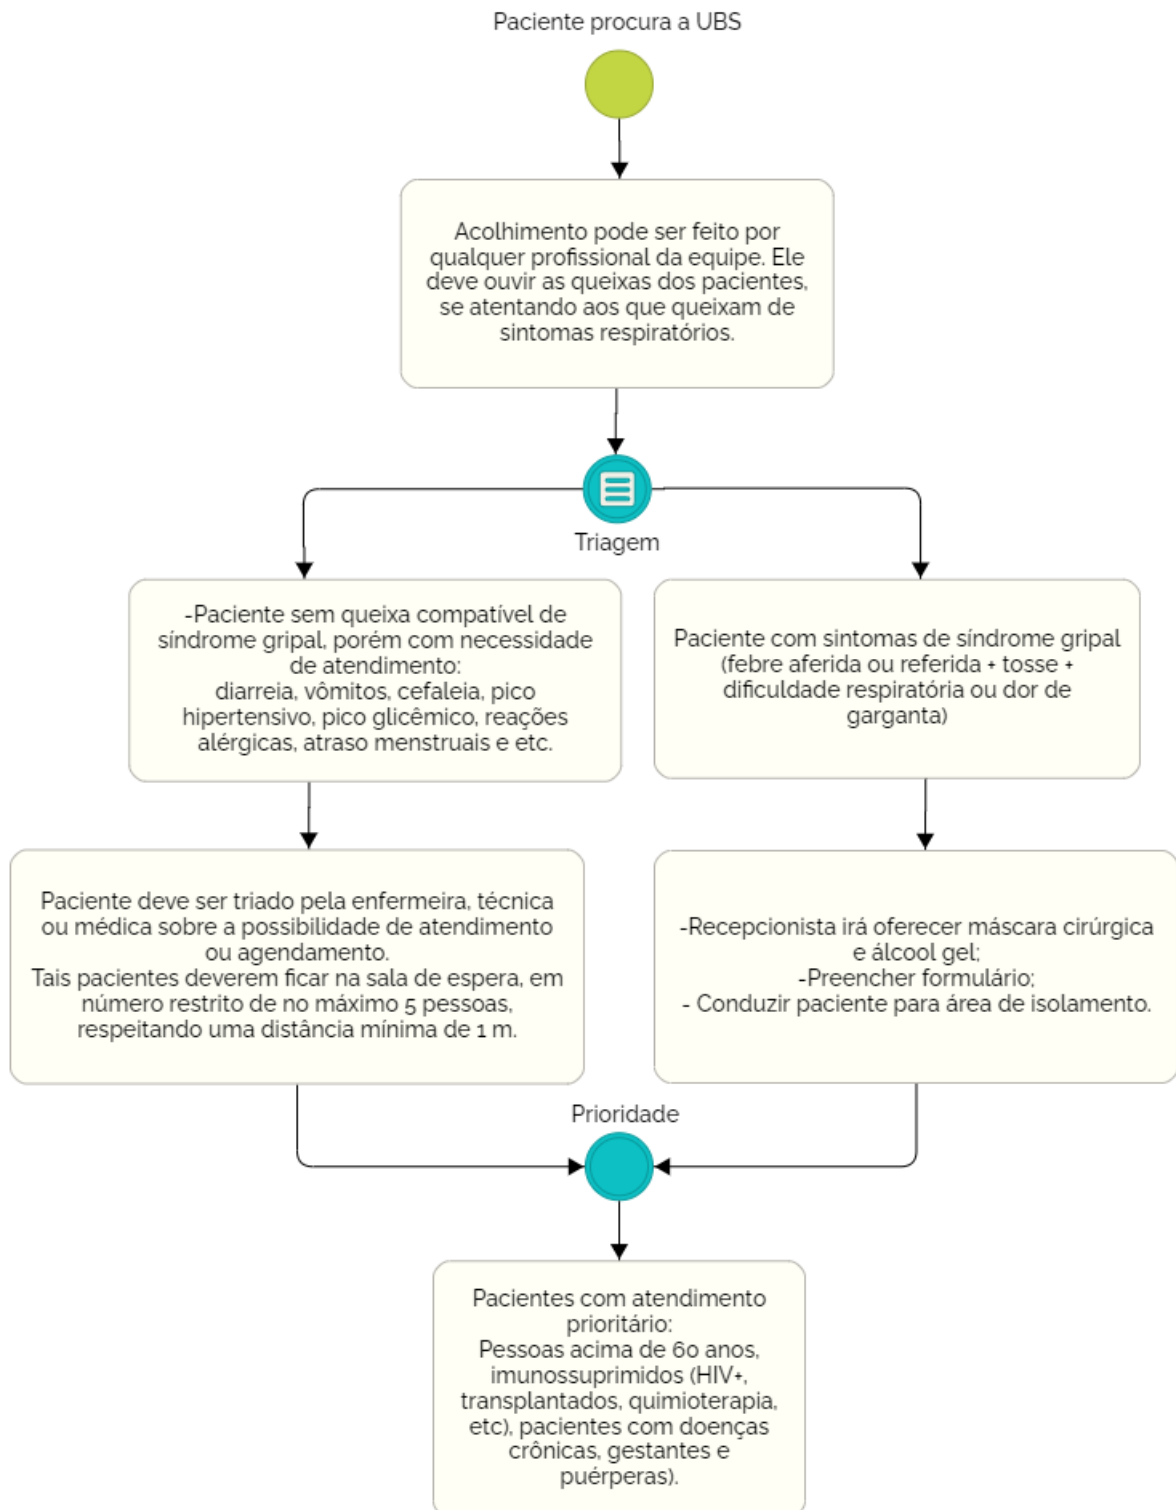 Paciente procura a UBS
Acolhimento pode ser feito por
qualquer profissional da equipe. Ele
deve ouvir as queixas dos pacientes,
se atentando aos que queixam de
sintomas respiratórios.
Triagem
-Paciente sem queixa compatível de
síndrome gripal, porém com necessidade
de atendimento:
diarreia, vômitos, cefaleia, pico
hipertensivo, pico glicêmico, reações
alérgicas, atraso menstruais e etc.
Paciente com sintomas de síndrome gripal
(febre aferida ou referida + tosse +
dificuldade respiratória ou dor de
garganta)
Paciente deve ser triado pela enfermeira, técnica
ou médica sobre a possibilidade de atendimento
ou agendamento.
Tais pacientes deverem ficar na sala de espera, em
número restrito de no máximo 5 pessoas,
respeitando uma distância mínima de 1 m.
-Recepcionista irá oferecer máscara cirúrgica
e álcool gel;
-Preencher formulário;
- Conduzir paciente para área de isolamento.
Prioridade
Pacientes com atendimento
prioritário:
Pessoas acima de 60 anos,
imunossuprimidos (HIV+,
transplantados, quimioterapia,
etc), pacientes com doenças
crônicas, gestantes e
puérperas).